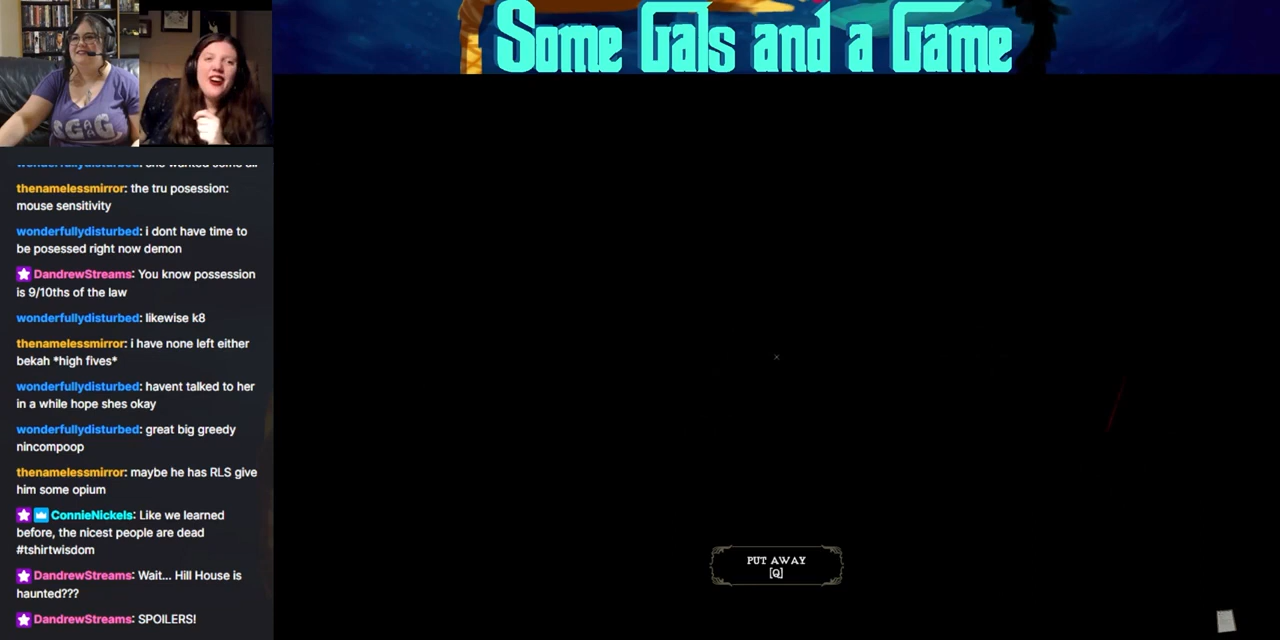 Some Gals and a Game
SGAG
thenamelessmirror: the tru posession:
mouse sensitivity
wonderfullydisturbed: i dont have time to
be posessed right now demon
DandrewStreams: You know possession
is 9/10ths of the law
wonderfullydisturbed: likewise k8
thenamelessmirror: i have none left either
bekah *high fives*
wonderfullydisturbed: havent talked to her
in a while hope shes okay
wonderfullydisturbed: great big greedy
nincompoop
thenamelessmirror: maybe he has RLS give
him some opium
ConnieNickels: Like we learned
before, the nicest people are dead
#tshirtwisdom
DandrewStreams: Wait... Hill House is
haunted???
DandrewStreams: SPOILERS!
PUT AWAY
[Q]